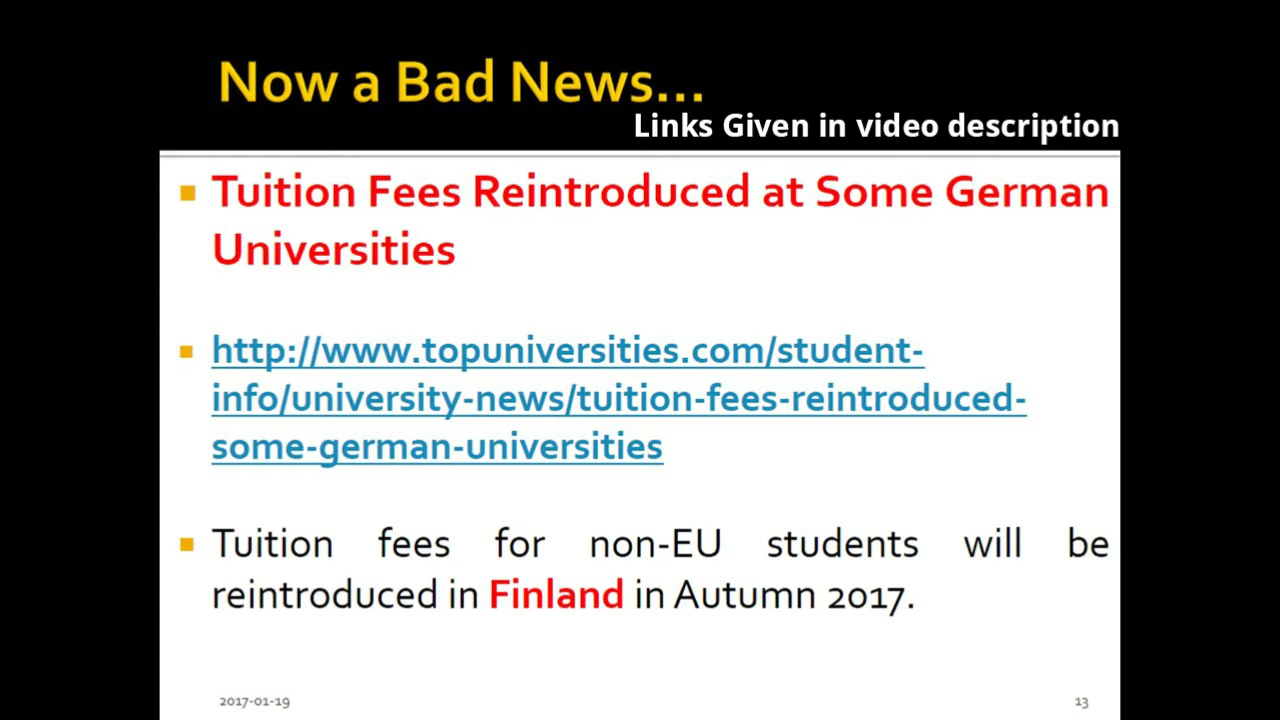 Now a Bad News...
Links Given in video description
Tuition Fees Reintroduced at Some German
Universities
http://www.topuniversities.com/student-
info/university-news/tuition-fees-reintroduced-
some-german-universities
Tuition fees for non-EU students will be
reintroduced in Finland in Autumn 2017.
2017-01-19
13